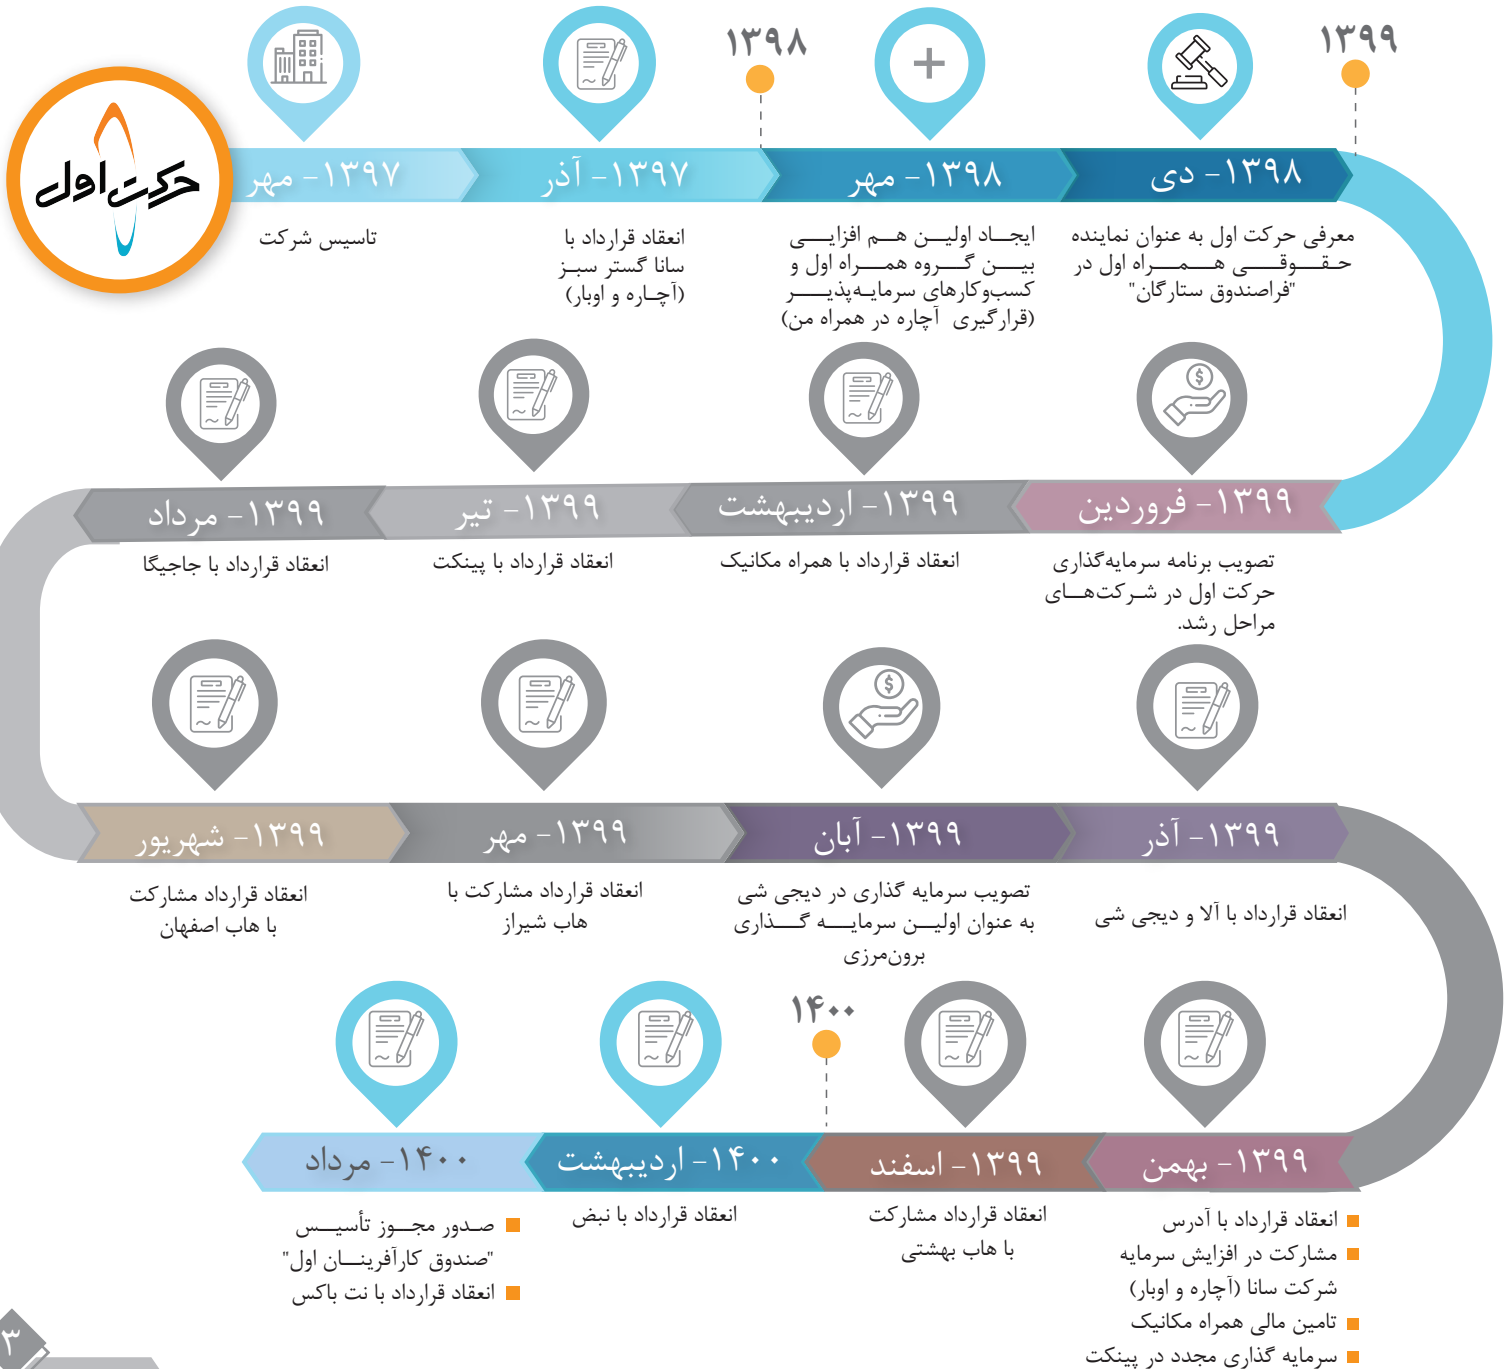 حرکت اول
۱۳۹۸
۱۳۹۹
۱۳۹۷- مهر
تاسیس شرکت
۱۳۹۷- آذر
انعقاد قرارداد با
سانا گستر سبز
(آچاره و اوبار)
۱۳۹۸- مهر
ایجاد اولین هم افزایی
بین گروه همراه اول و
کسب‌وکارهای سرمایه‌پذیر
(قرارگیری آچاره در همراه من)
۱۳۹۸- دی
معرفی حرکت اول به عنوان نماینده
حقوقی همراه اول در
"فراصندوق ستارگان"
۱۳۹۹- فروردین
تصویب برنامه سرمایه‌گذاری
حرکت اول در شرکت‌های
مراحل رشد.
۱۳۹۹- اردیبهشت
انعقاد قرارداد با همراه مکانیک
۱۳۹۹- تیر
انعقاد قرارداد با پینکت
۱۳۹۹- مرداد
انعقاد قرارداد با جاجیگا
۱۳۹۹- شهریور
انعقاد قرارداد مشارکت
با هاب اصفهان
۱۳۹۹- مهر
انعقاد قرارداد مشارکت با
هاب شیراز
۱۳۹۹- آبان
تصویب سرمایه گذاری در دیجی شی
به عنوان اولین سرمایه گذاری
برون‌مرزی
۱۳۹۹- آذر
انعقاد قرارداد با آلا و دیجی شی
۱۳۹۹- بهمن
انعقاد قرارداد با آدرس
مشارکت در افزایش سرمایه
شرکت سانا (آچاره و اوبار)
تامین مالی همراه مکانیک
سرمایه گذاری مجدد در پینکت
۱۳۹۹- اسفند
انعقاد قرارداد مشارکت
با هاب بهشتی
۱۴۰۰
۱۴۰۰- اردیبهشت
انعقاد قرارداد با نبض
۱۴۰۰- مرداد
صدور مجوز تأسیس
"صندوق کارآفرینان اول"
انعقاد قرارداد با نت باکس
۳